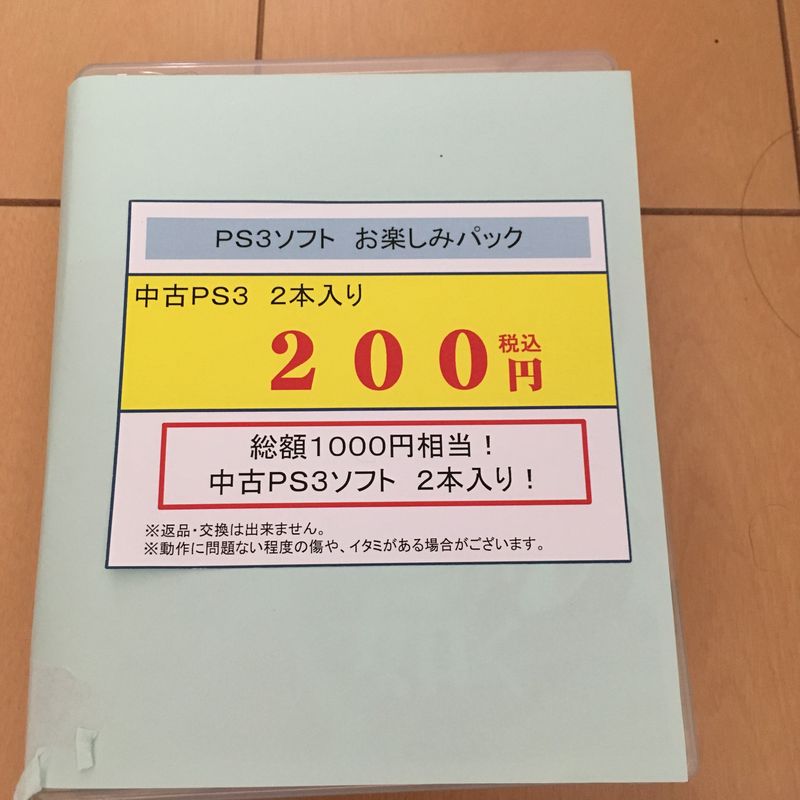 PS3ソフト　お楽しみパック
中古PS3　2本入り
200円 税込
総額1000円相当！
中古PS3ソフト　2本入り！
※返品・交換は出来ません。
※動作に問題ない程度の傷や、イタミがある場合がございます。